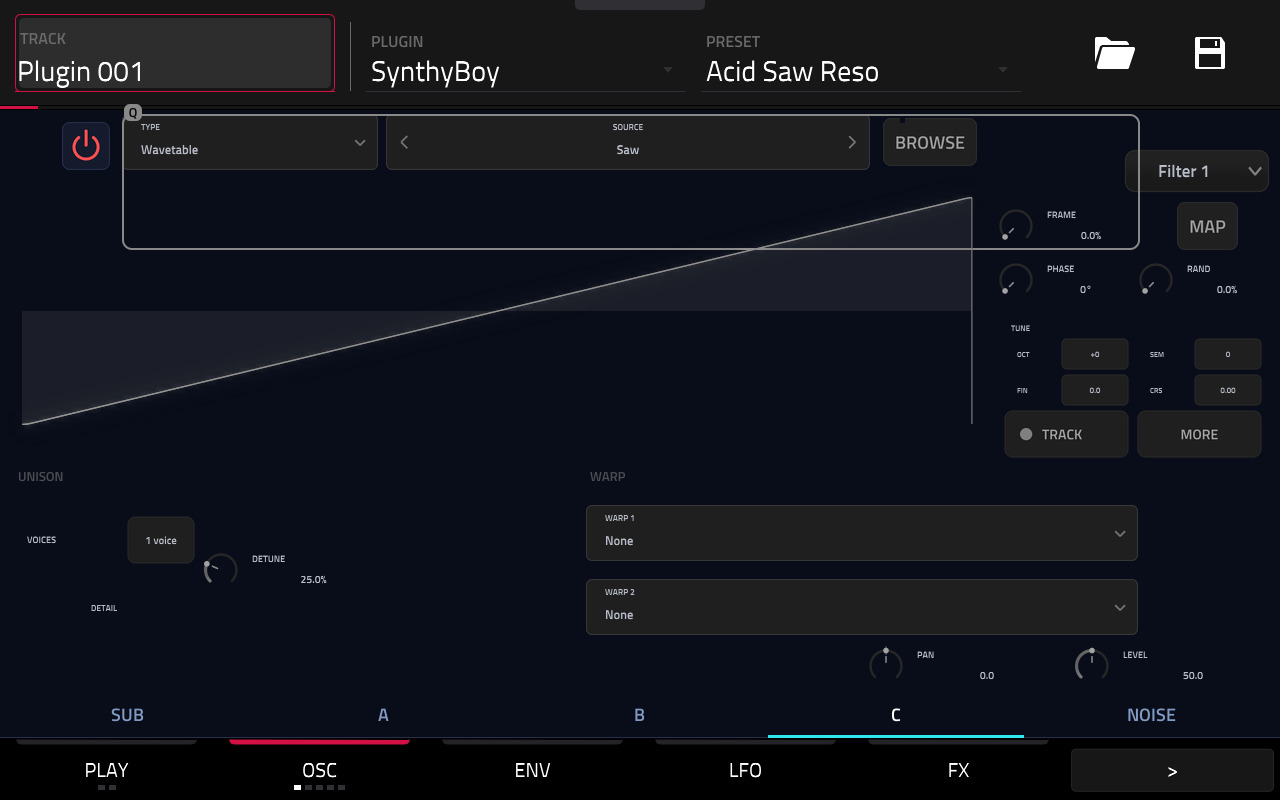 TRACK
Plugin 001
PLUGIN
SynthyBoy
PRESET
Acid Saw Reso
Q
TYPE
Wavetable
SOURCE
Saw
BROWSE
Filter 1
FRAME
0.0%
MAP
PHASE
0°
RAND
0.0%
TUNE
OCT
+0
SEM
0
FIN
0.0
CRS
0.00
TRACK
MORE
UNISON
WARP
VOICES
1 voice
DETUNE
25.0%
DETAIL
WARP 1
None
WARP 2
None
PAN
0.0
LEVEL
50.0
SUB
A
B
C
NOISE
PLAY
OSC
ENV
LFO
FX
>